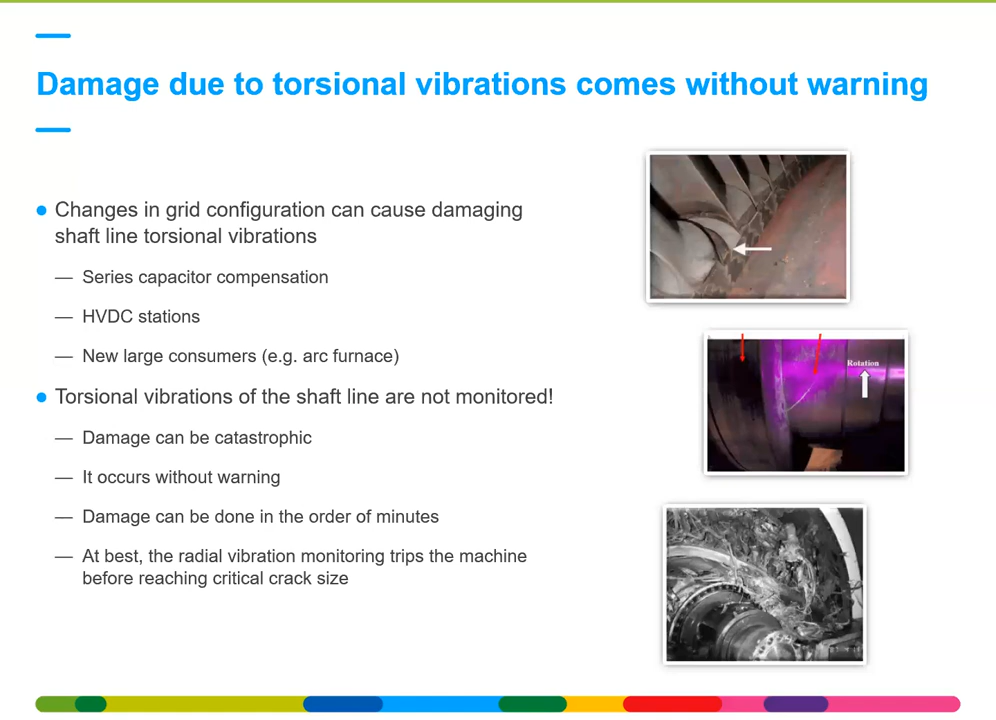 Damage due to torsional vibrations comes without warning
Changes in grid configuration can cause damaging
shaft line torsional vibrations
— Series capacitor compensation
— HVDC stations
— New large consumers (e.g. arc furnace)
Torsional vibrations of the shaft line are not monitored!
— Damage can be catastrophic
— It occurs without warning
— Damage can be done in the order of minutes
— At best, the radial vibration monitoring trips the machine
before reaching critical crack size
Rotation